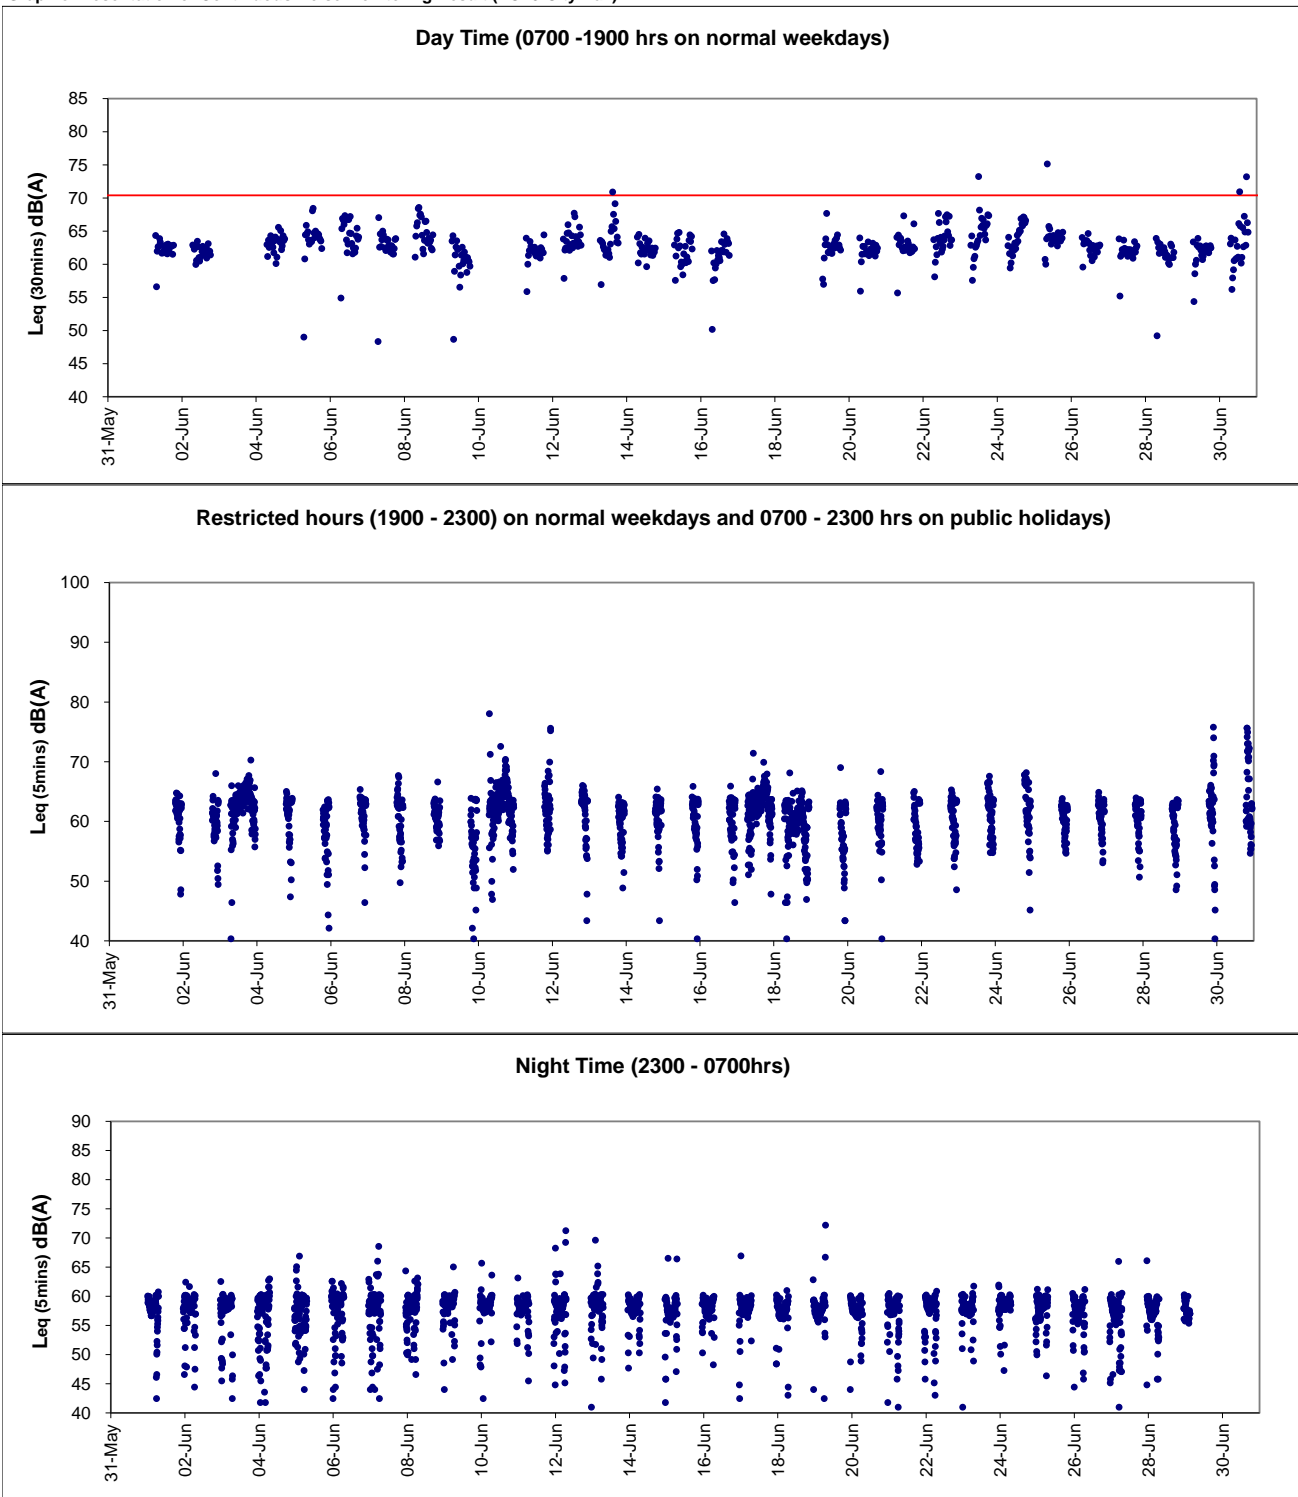 Day Time (0700 -1900 hrs on normal weekdays)
Leq (30mins) dB(A)
85
80
75
70
65
60
55
50
45
40
31-May
02-Jun
04-Jun
06-Jun
08-Jun
10-Jun
12-Jun
14-Jun
16-Jun
18-Jun
20-Jun
22-Jun
24-Jun
26-Jun
28-Jun
30-Jun
Restricted hours (1900 - 2300) on normal weekdays and 0700 - 2300 hrs on public holidays)
Leq (5mins) dB(A)
100
90
80
70
60
50
40
31-May
02-Jun
04-Jun
06-Jun
08-Jun
10-Jun
12-Jun
14-Jun
16-Jun
18-Jun
20-Jun
22-Jun
24-Jun
26-Jun
28-Jun
30-Jun
Night Time (2300 - 0700hrs)
Leq (5mins) dB(A)
90
85
80
75
70
65
60
55
50
45
40
31-May
02-Jun
04-Jun
06-Jun
08-Jun
10-Jun
12-Jun
14-Jun
16-Jun
18-Jun
20-Jun
22-Jun
24-Jun
26-Jun
28-Jun
30-Jun